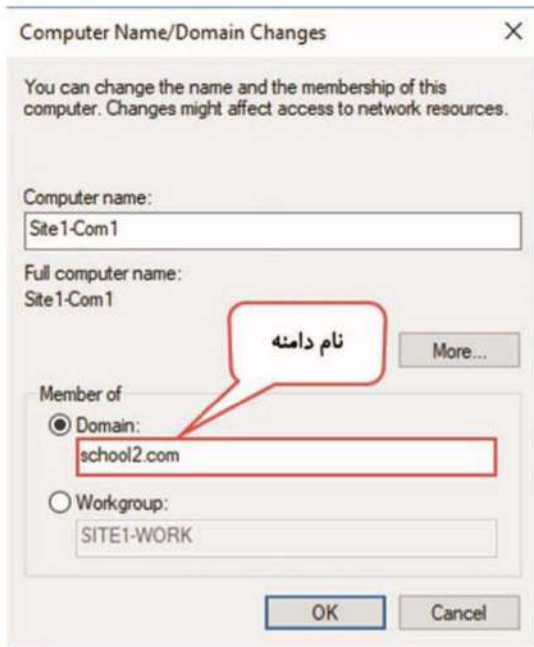 Computer Name/Domain Changes
You can change the name and the membership of this
computer. Changes might affect access to network resources.
Computer name:
Site1-Com1
Full computer name:
Site1-Com1
نام دامنه
More...
Member of
Domain:
school2.com
Workgroup:
SITE1-WORK
OK
Cancel